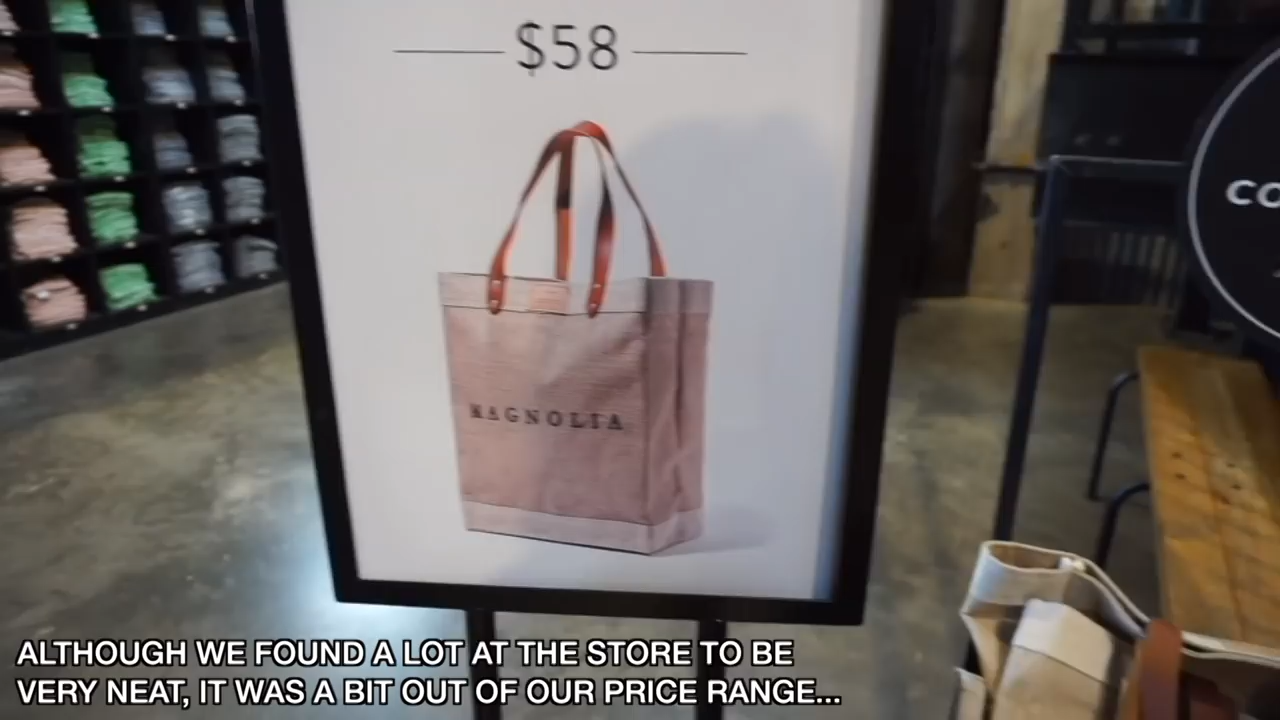 $58
MAGNOLIA
CO
ALTHOUGH WE FOUND A LOT AT THE STORE TO BE
VERY NEAT, IT WAS A BIT OUT OF OUR PRICE RANGE...